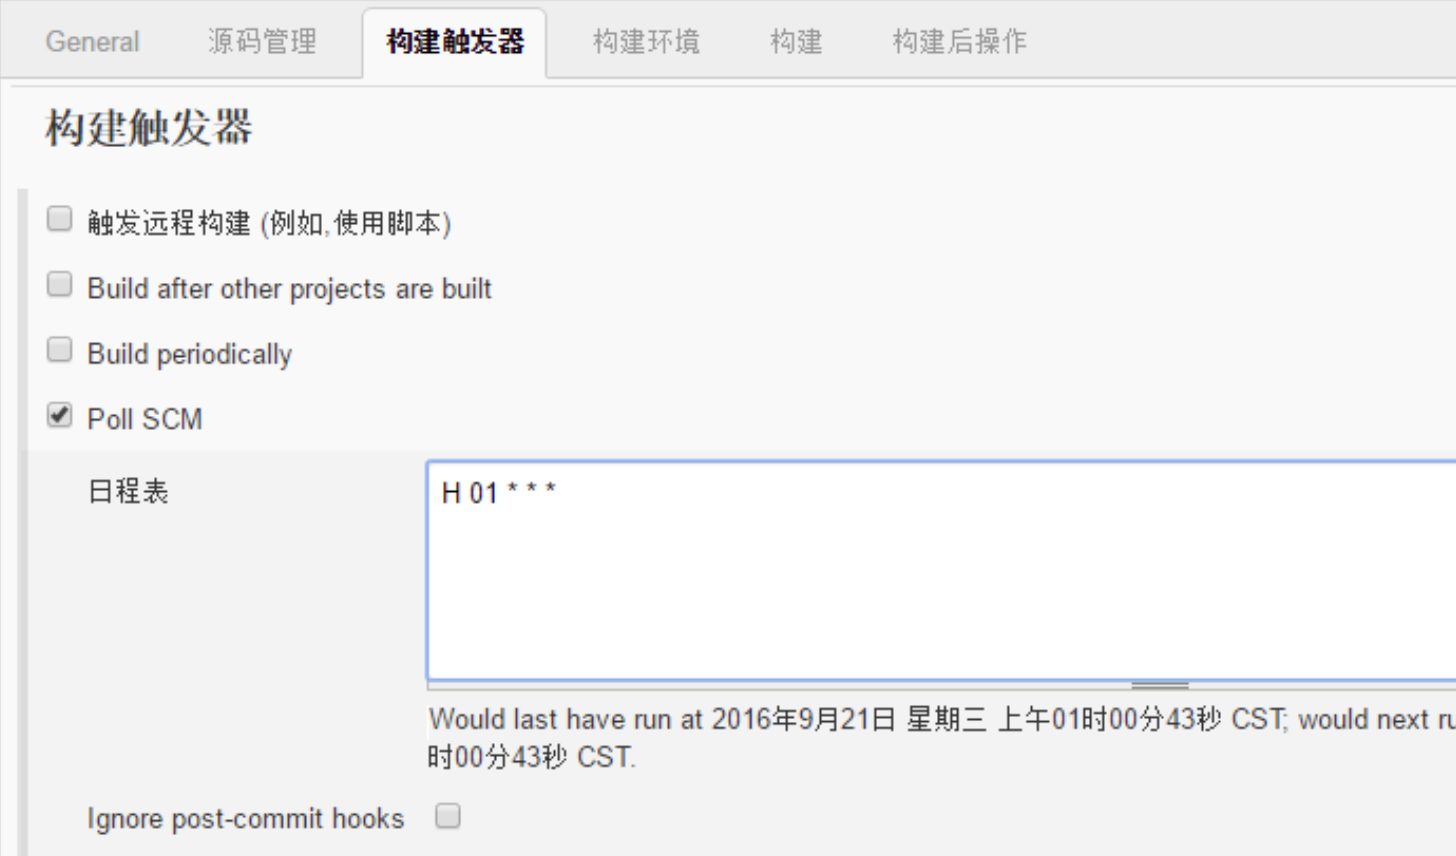 General 源码管理 构建触发器 构建环境 构建 构建后操作
构建触发器
触发远程构建 (例如,使用脚本)
Build after other projects are built
Build periodically
Poll SCM
日程表
H 01 * * *
Would last have run at 2016年9月21日 星期三 上午01时00分43秒 CST; would next
时00分43秒 CST.
Ignore post-commit hooks